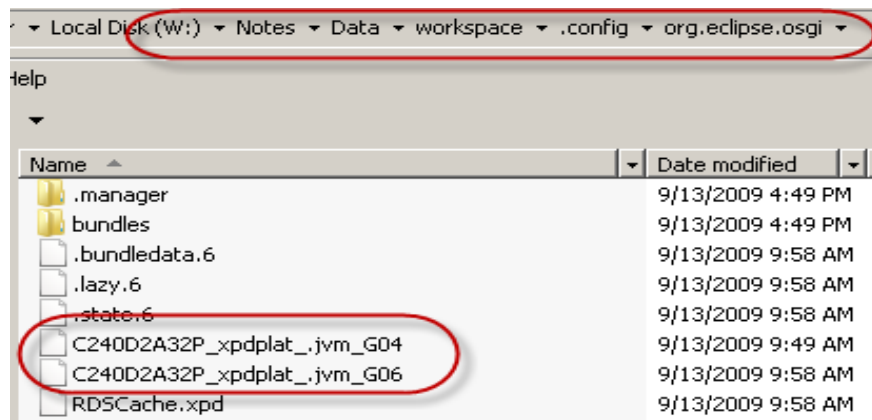 Local Disk (W:) Notes Data workspace .config org.eclipse.osgi
Help
Name Date modified
.manager 9/13/2009 4:49 PM
bundles 9/13/2009 4:49 PM
.bundledata.6 9/13/2009 9:58 AM
.lazy.6 9/13/2009 9:58 AM
.state.6 9/13/2009 9:58 AM
C240D2A32P_xpdplat_.jvm_G04 9/13/2009 9:49 AM
C240D2A32P_xpdplat_.jvm_G06 9/13/2009 9:58 AM
RDSCache.xpd 9/13/2009 9:58 AM